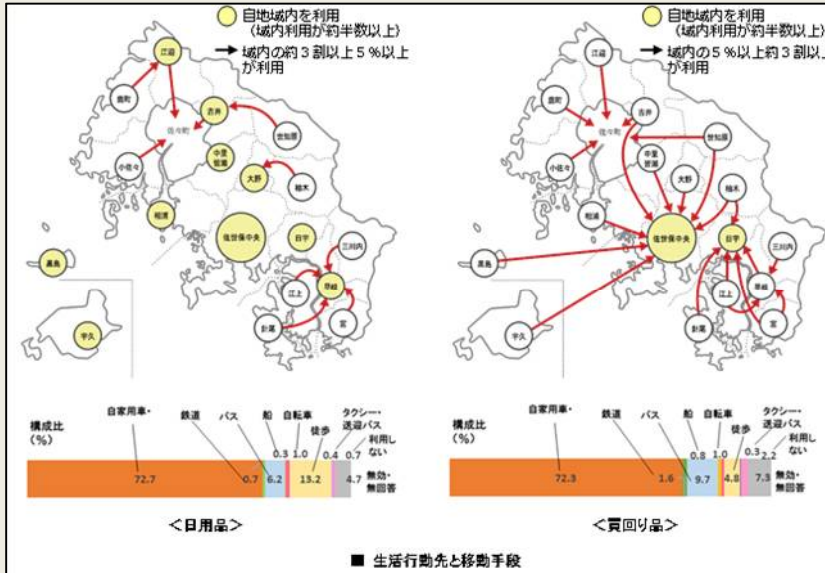 自地域内を利用
(域内利用が約半数以上)
域内の約3割以上5%以上
が利用
江迎
鹿町
吉井
佐々町
世知原
小佐々
中里
皆瀬
大野
柚木
相浦
佐世保中央
日宇
三川内
黒島
江上
早岐
針尾
宮
宇久
構成比
(%)
自家用車・
鉄道
バス
船
自転車
徒歩
タクシー・
送迎バス
利用し
ない
無効・
無回答
72.7
0.7
6.2
0.3
1.0
13.2
0.4
0.7
4.7
<日用品>
自地域内を利用
(域内利用が約半数以上)
域内の5%以上約3割以上
が利用
江迎
鹿町
吉井
佐々町
世知原
小佐々
中里
皆瀬
大野
柚木
相浦
佐世保中央
日宇
三川内
黒島
江上
早岐
針尾
宮
宇久
構成比
(%)
自家用車・
鉄道
バス
船
自転車
徒歩
タクシー・
送迎バス
利用し
ない
無効・
無回答
72.3
1.6
9.7
0.8
1.0
4.8
0.3
2.2
7.3
<買回り品>
■ 生活行動先と移動手段